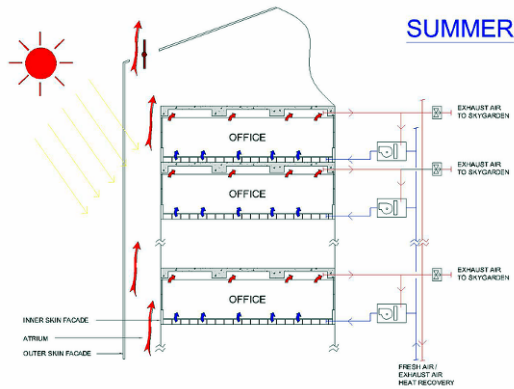 SUMMER
EXHAUST AIR
TO SKYGARDEN
OFFICE
EXHAUST AIR
TO SKYGARDEN
OFFICE
EXHAUST AIR
TO SKYGARDEN
OFFICE
INNER SKIN FACADE
ATRIUM
OUTER SKIN FACADE
FRESH AIR /
EXHAUST AIR
HEAT RECOVERY